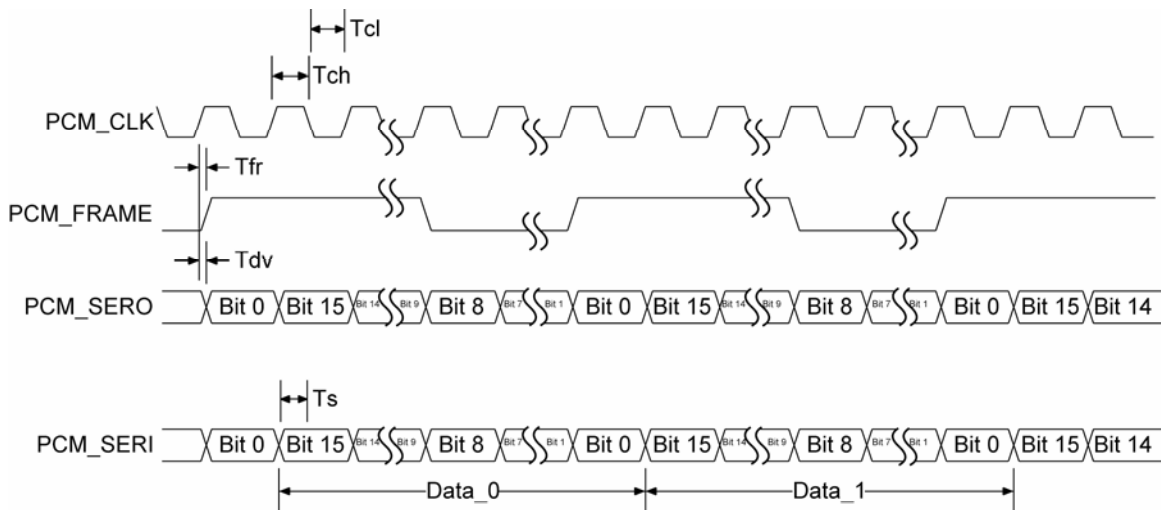 Tcl
Tch
PCM_CLK
Tfr
PCM_FRAME
Tdv
PCM_SERO Bit 0 Bit 15 Bit 14 Bit 9 Bit 8 Bit 7 Bit 1 Bit 0 Bit 15 Bit 14 Bit 9 Bit 8 Bit 7 Bit 1 Bit 0 Bit 15 Bit 14
Ts
PCM_SERI Bit 0 Bit 15 Bit 14 Bit 9 Bit 8 Bit 7 Bit 1 Bit 0 Bit 15 Bit 14 Bit 9 Bit 8 Bit 7 Bit 1 Bit 0 Bit 15 Bit 14
Data_0 Data_1